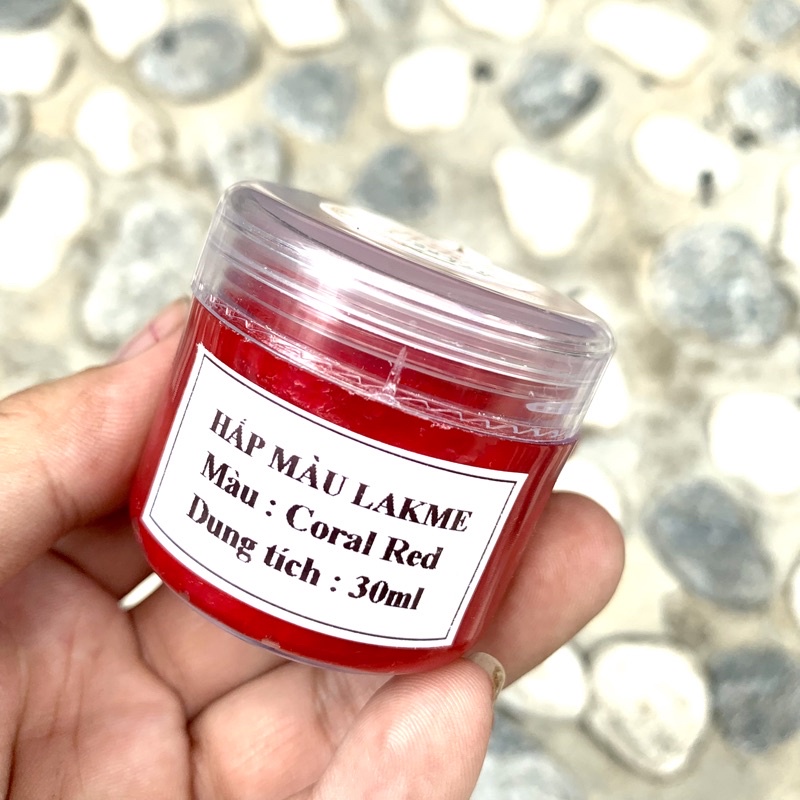 HẤP MÀU LAKME
Màu : Coral Red
Dung tích : 30ml